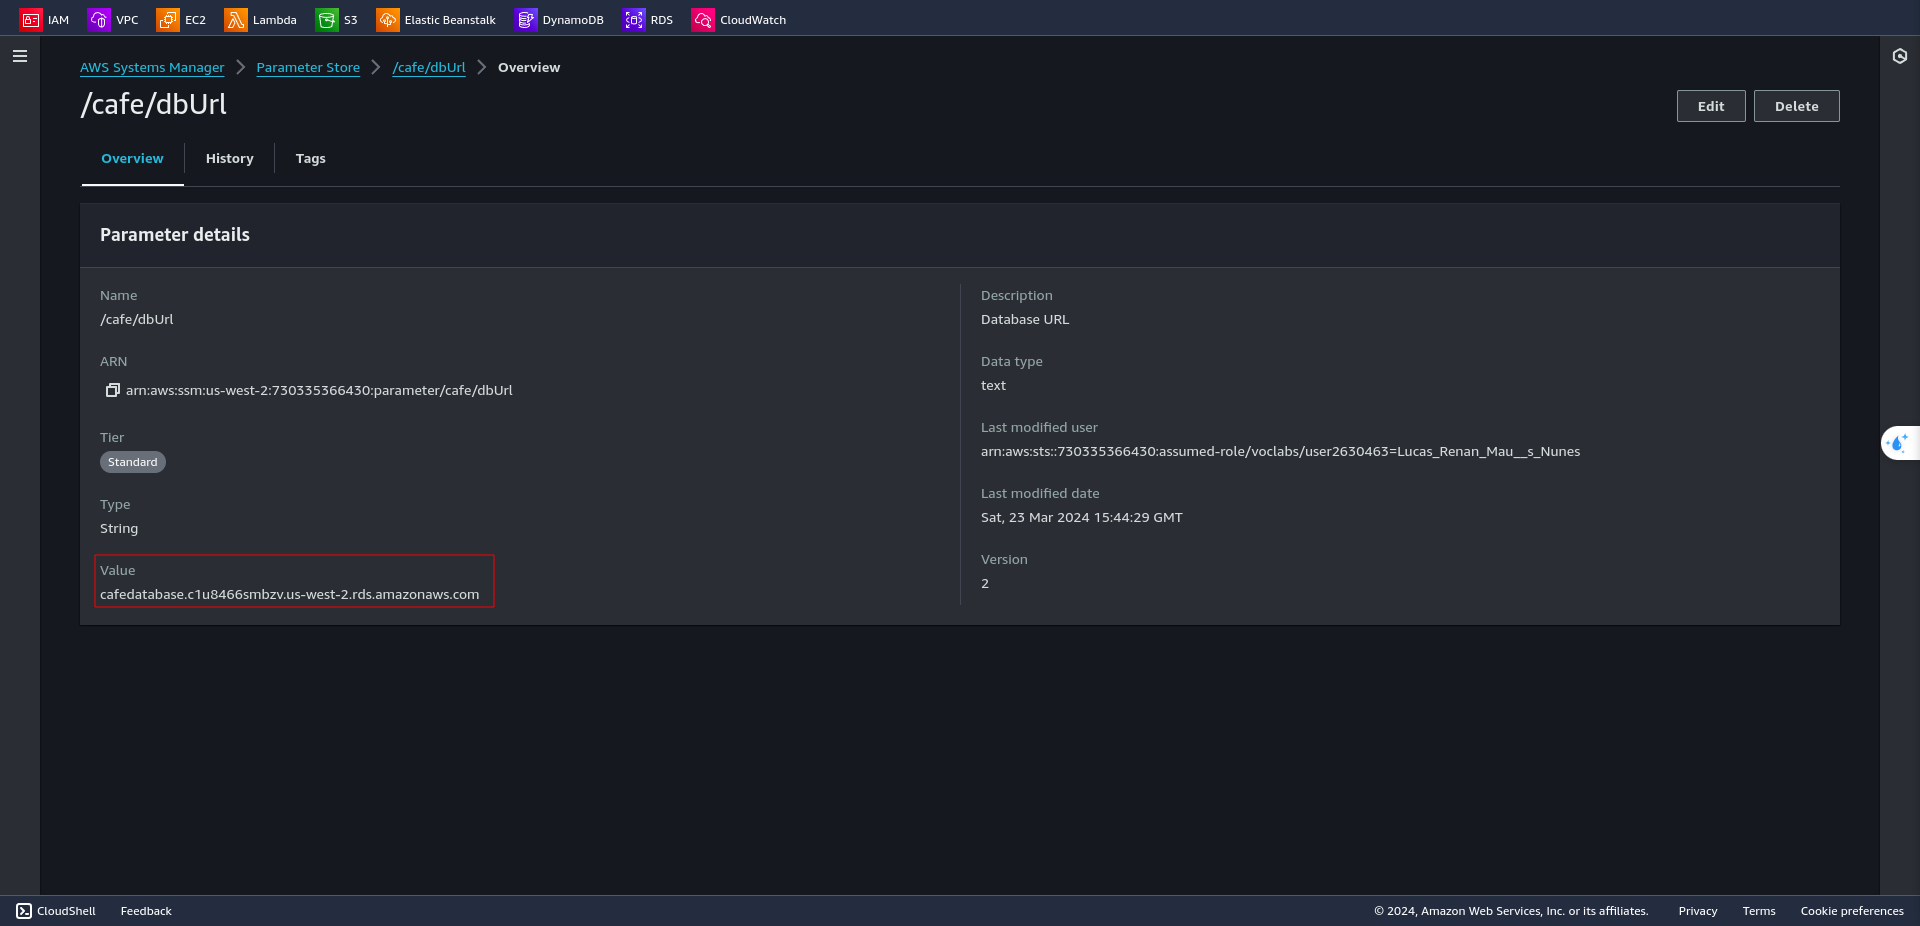 IAM VPC EC2 Lambda S3 Elastic Beanstalk DynamoDB RDS CloudWatch
AWS Systems Manager Parameter Store /cafe/dbUrl Overview
/cafe/dbUrl
Edit Delete
Overview History Tags
Parameter details
Name
/cafe/dbUrl
ARN
arn:aws:ssm:us-west-2:730335366430:parameter/cafe/dbUrl
Tier
Standard
Type
String
Value
cafedatabase.c1u8466smbzv.us-west-2.rds.amazonaws.com
Description
Database URL
Data type
text
Last modified user
arn:aws:sts::730335366430:assumed-role/voclabs/user2630463=Lucas_Renan_Mau__s_Nunes
Last modified date
Sat, 23 Mar 2024 15:44:29 GMT
Version
2
CloudShell Feedback © 2024, Amazon Web Services, Inc. or its affiliates. Privacy Terms Cookie preferences